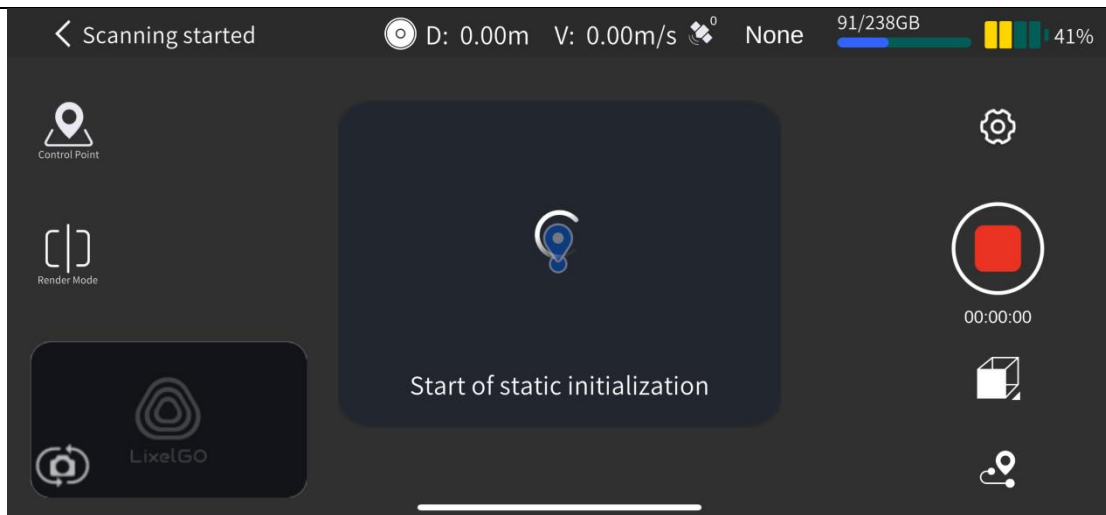 Scanning started
D: 0.00m V: 0.00m/s 0 None 91/238GB 41%
Control Point
Render Mode
00:00:00
Start of static initialization
LixelGO